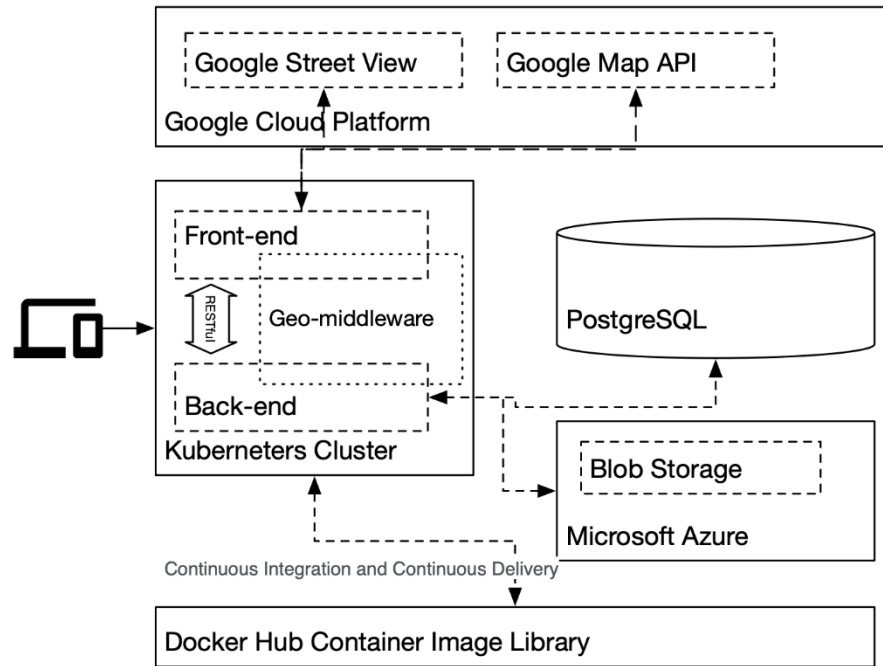 Google Street View
Google Map API
Google Cloud Platform
Front-end
RESTful
Geo-middleware
Back-end
Kuberneters Cluster
PostgreSQL
Blob Storage
Microsoft Azure
Continuous Integration and Continuous Delivery
Docker Hub Container Image Library